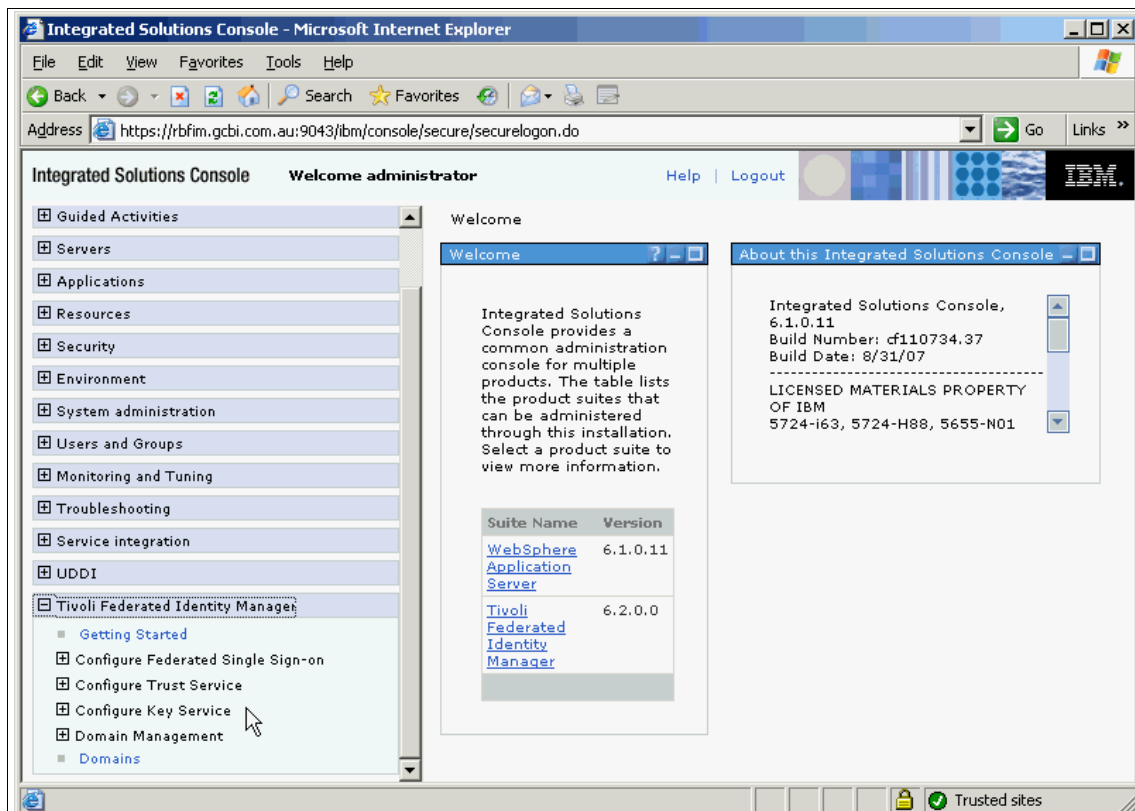 Integrated Solutions Console - Microsoft Internet Explorer
File Edit View Favorites Tools Help
Back Search Favorites
Address https://rbfim.gcbi.com.au:9043/ibm/console/secure/securelogon.do Go Links »
Integrated Solutions Console Welcome administrator Help | Logout IBM.
Guided Activities
Servers
Applications
Resources
Security
Environment
System administration
Users and Groups
Monitoring and Tuning
Troubleshooting
Service integration
UDDI
Tivoli Federated Identity Manager
Getting Started
Configure Federated Single Sign-on
Configure Trust Service
Configure Key Service
Domain Management
Domains
Welcome
Welcome ?
Integrated Solutions
Console provides a
common administration
console for multiple
products. The table lists
the product suites that
can be administered
through this installation.
Select a product suite to
view more information.
Suite Name Version
WebSphere 6.1.0.11
Application
Server
Tivoli 6.2.0.0
Federated
Identity
Manager
About this Integrated Solutions Console
Integrated Solutions Console,
6.1.0.11
Build Number: cf110734.37
Build Date: 8/31/07
----------------------------------------
LICENSED MATERIALS PROPERTY
OF IBM
5724-i63, 5724-H88, 5655-N01
Trusted sites